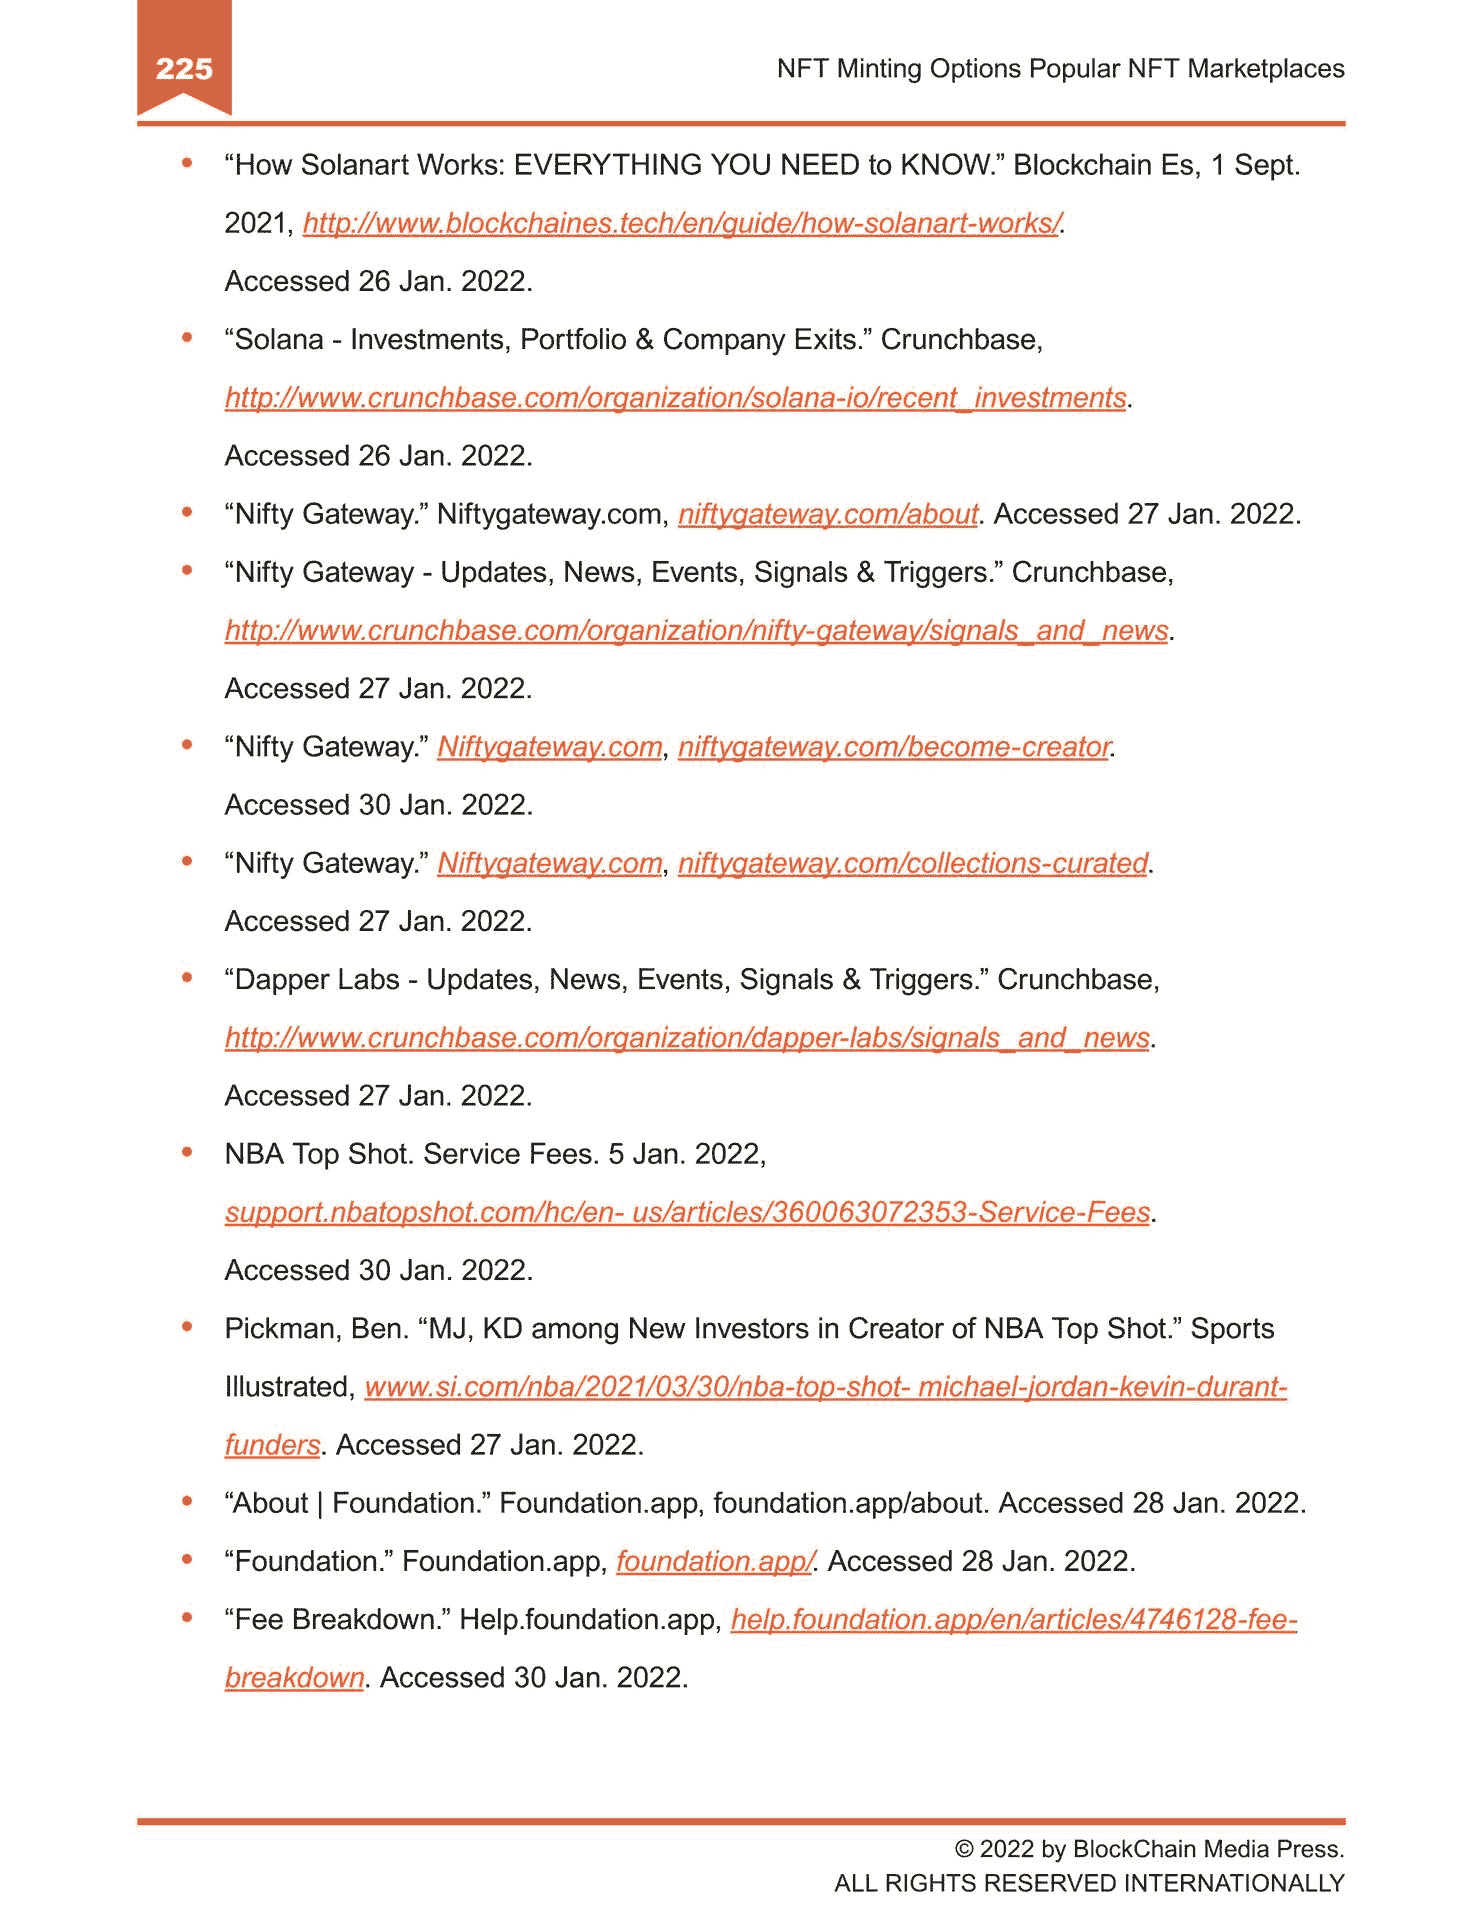 225
NFT Minting Options Popular NFT Marketplaces
• “How Solanart Works: EVERYTHING YOU NEED to KNOW.” Blockchain Es, 1 Sept.
2021, http://www.blockchaines.tech/en/guide/how-solanart-works/.
Accessed 26 Jan. 2022.
• “Solana - Investments, Portfolio & Company Exits.” Crunchbase,
http://www.crunchbase.com/organization/solana-io/recent_investments.
Accessed 26 Jan. 2022.
• “Nifty Gateway.” Niftygateway.com, niftygateway.com/about. Accessed 27 Jan. 2022.
• “Nifty Gateway - Updates, News, Events, Signals & Triggers.” Crunchbase,
http://www.crunchbase.com/organization/nifty-gateway/signals_and_news.
Accessed 27 Jan. 2022.
• “Nifty Gateway.” Niftygateway.com, niftygateway.com/become-creator.
Accessed 30 Jan. 2022.
• “Nifty Gateway.” Niftygateway.com, niftygateway.com/collections-curated.
Accessed 27 Jan. 2022.
• “Dapper Labs - Updates, News, Events, Signals & Triggers.” Crunchbase,
http://www.crunchbase.com/organization/dapper-labs/signals_and_news.
Accessed 27 Jan. 2022.
• NBA Top Shot. Service Fees. 5 Jan. 2022,
support.nbatopshot.com/hc/en- us/articles/360063072353-Service-Fees.
Accessed 30 Jan. 2022.
• Pickman, Ben. “MJ, KD among New Investors in Creator of NBA Top Shot.” Sports
Illustrated, www.si.com/nba/2021/03/30/nba-top-shot- michael-jordan-kevin-durant-
funders. Accessed 27 Jan. 2022.
• “About | Foundation.” Foundation.app, foundation.app/about. Accessed 28 Jan. 2022.
• “Foundation.” Foundation.app, foundation.app/. Accessed 28 Jan. 2022.
• “Fee Breakdown.” Help.foundation.app, help.foundation.app/en/articles/4746128-fee-
breakdown. Accessed 30 Jan. 2022.
© 2022 by BlockChain Media Press.
ALL RIGHTS RESERVED INTERNATIONALLY